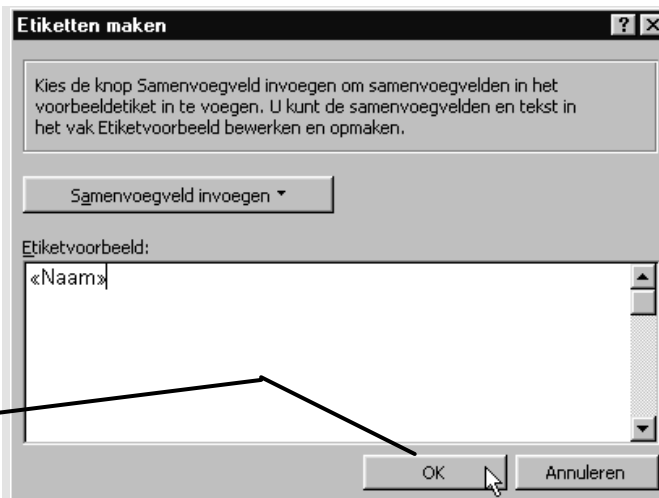 Etiketten maken
Kies de knop Samenvoegveld invoegen om samenvoegvelden in het
voorbeeldetiket in te voegen. U kunt de samenvoegvelden en tekst in
het vak Etiketvoorbeeld bewerken en opmaken.
Samenvoegveld invoegen
Etiketvoorbeeld:
«Naam»
OK Annuleren